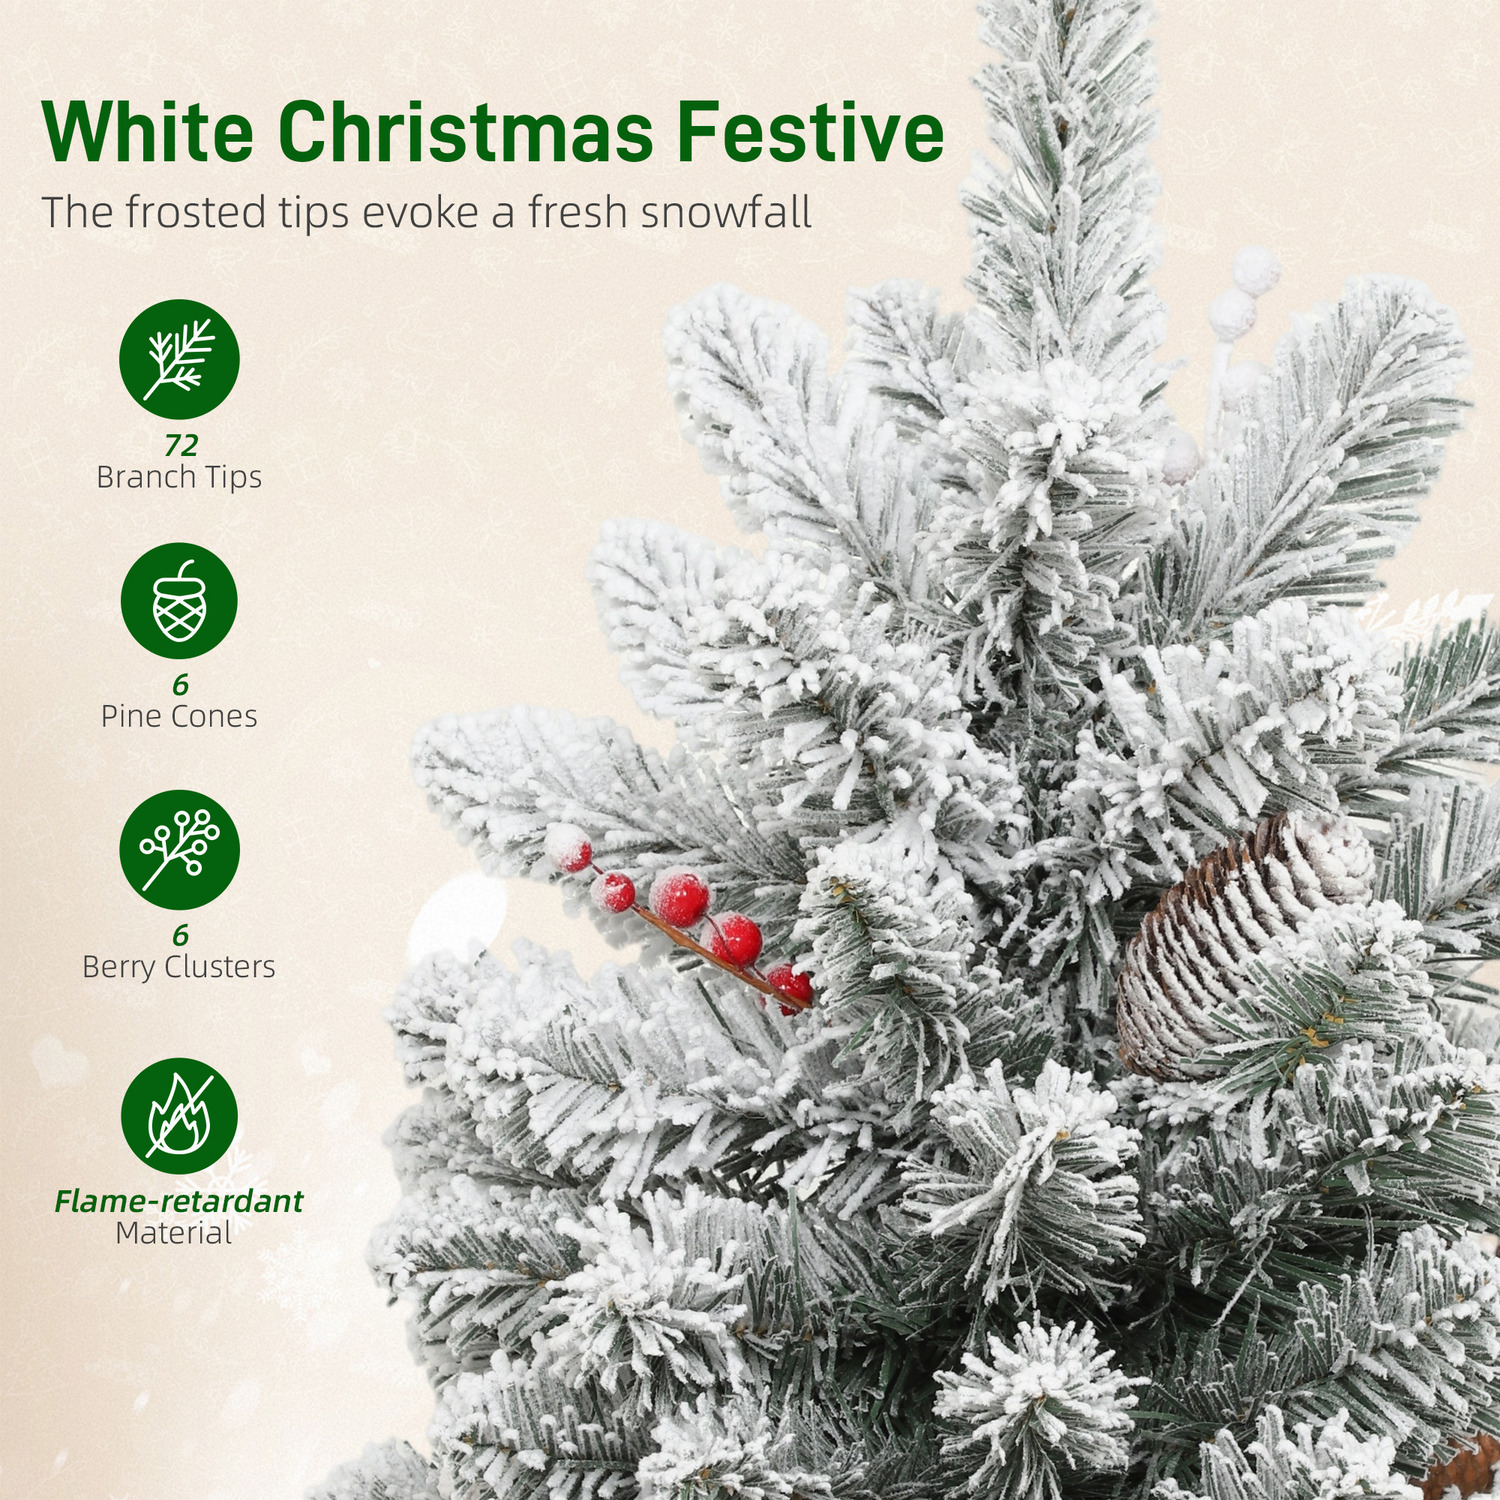 White Christmas Festive
The frosted tips evoke a fresh snowfall
72
Branch Tips
6
Pine Cones
6
Berry Clusters
Flame-retardant
Material